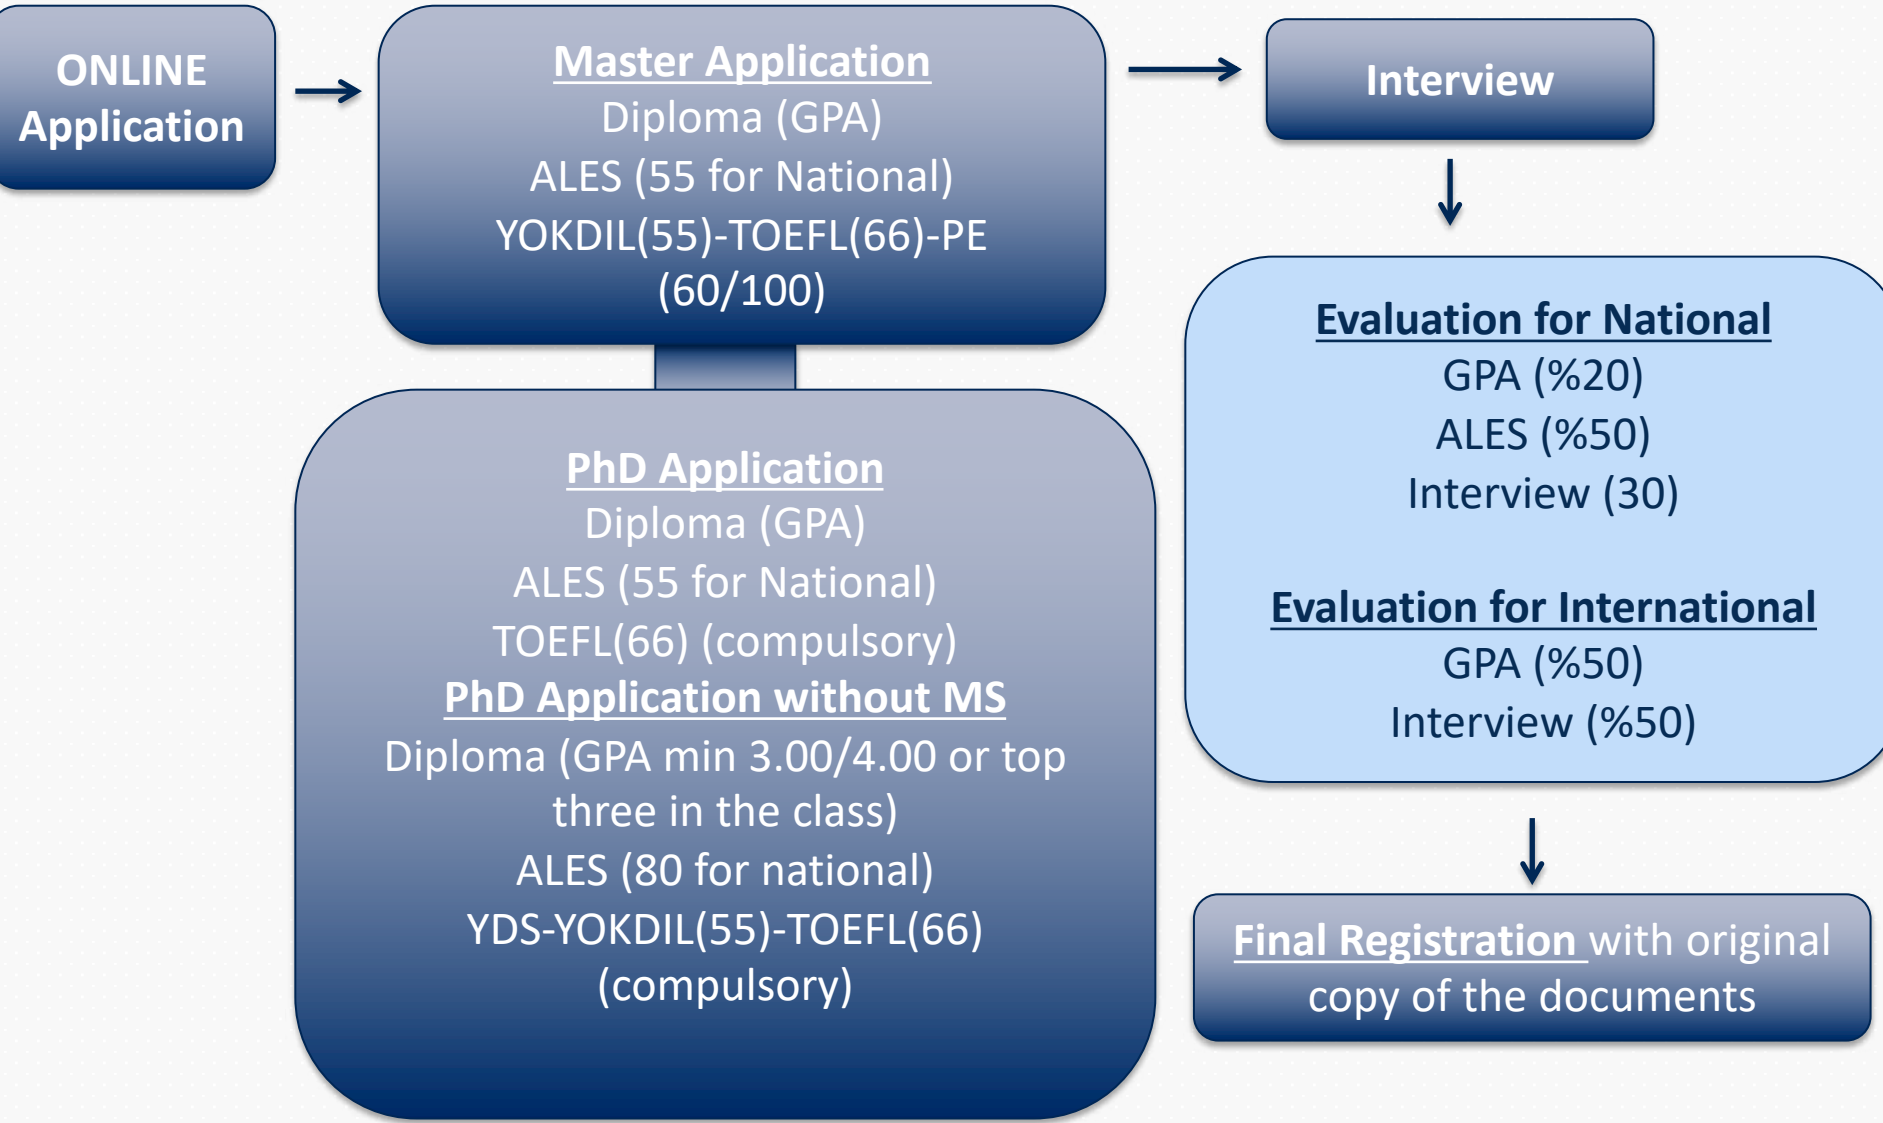 ONLINE
Application
Master Application
Diploma (GPA)
ALES (55 for National)
YOKDIL(55)-TOEFL(66)-PE
(60/100)
PhD Application
Diploma (GPA)
ALES (55 for National)
TOEFL(66) (compulsory)
PhD Application without MS
Diploma (GPA min 3.00/4.00 or top
three in the class)
ALES (80 for national)
YDS-YOKDIL(55)-TOEFL(66)
(compulsory)
Interview
Evaluation for National
GPA (%20)
ALES (%50)
Interview (30)
Evaluation for International
GPA (%50)
Interview (%50)
Final Registration with original
copy of the documents